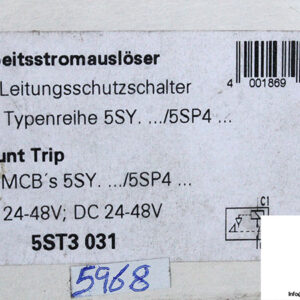 beitsstromauslöser
Leitungsschutzschalter
Typenreihe 5SY. .../5SP4 ...
unt Trip
MCB´s 5SY. .../5SP4 ...
24-48V; DC 24-48V
5ST3 031
5968
4 001869
C1